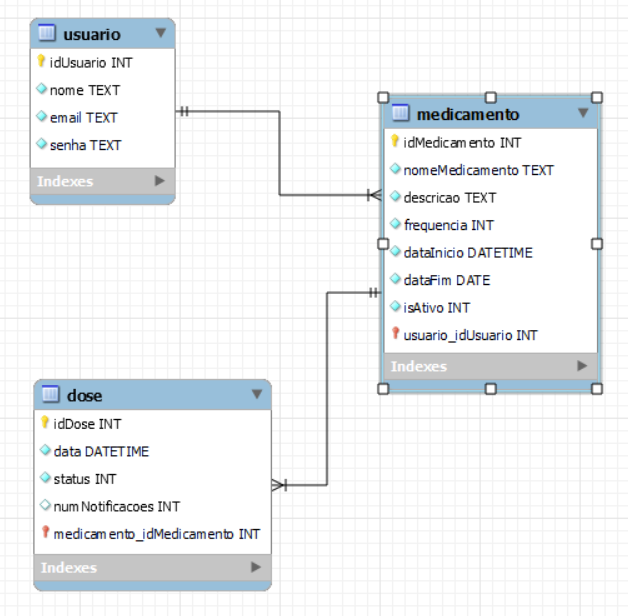 usuario
idUsuario INT
nome TEXT
email TEXT
senha TEXT
Indexes
medicamento
idMedicamento INT
nomeMedicamento TEXT
descricao TEXT
frequencia INT
dataInicio DATETIME
dataFim DATE
isAtivo INT
usuario_idUsuario INT
Indexes
dose
idDose INT
data DATETIME
status INT
numNotificacoes INT
medicamento_idMedicamento INT
Indexes